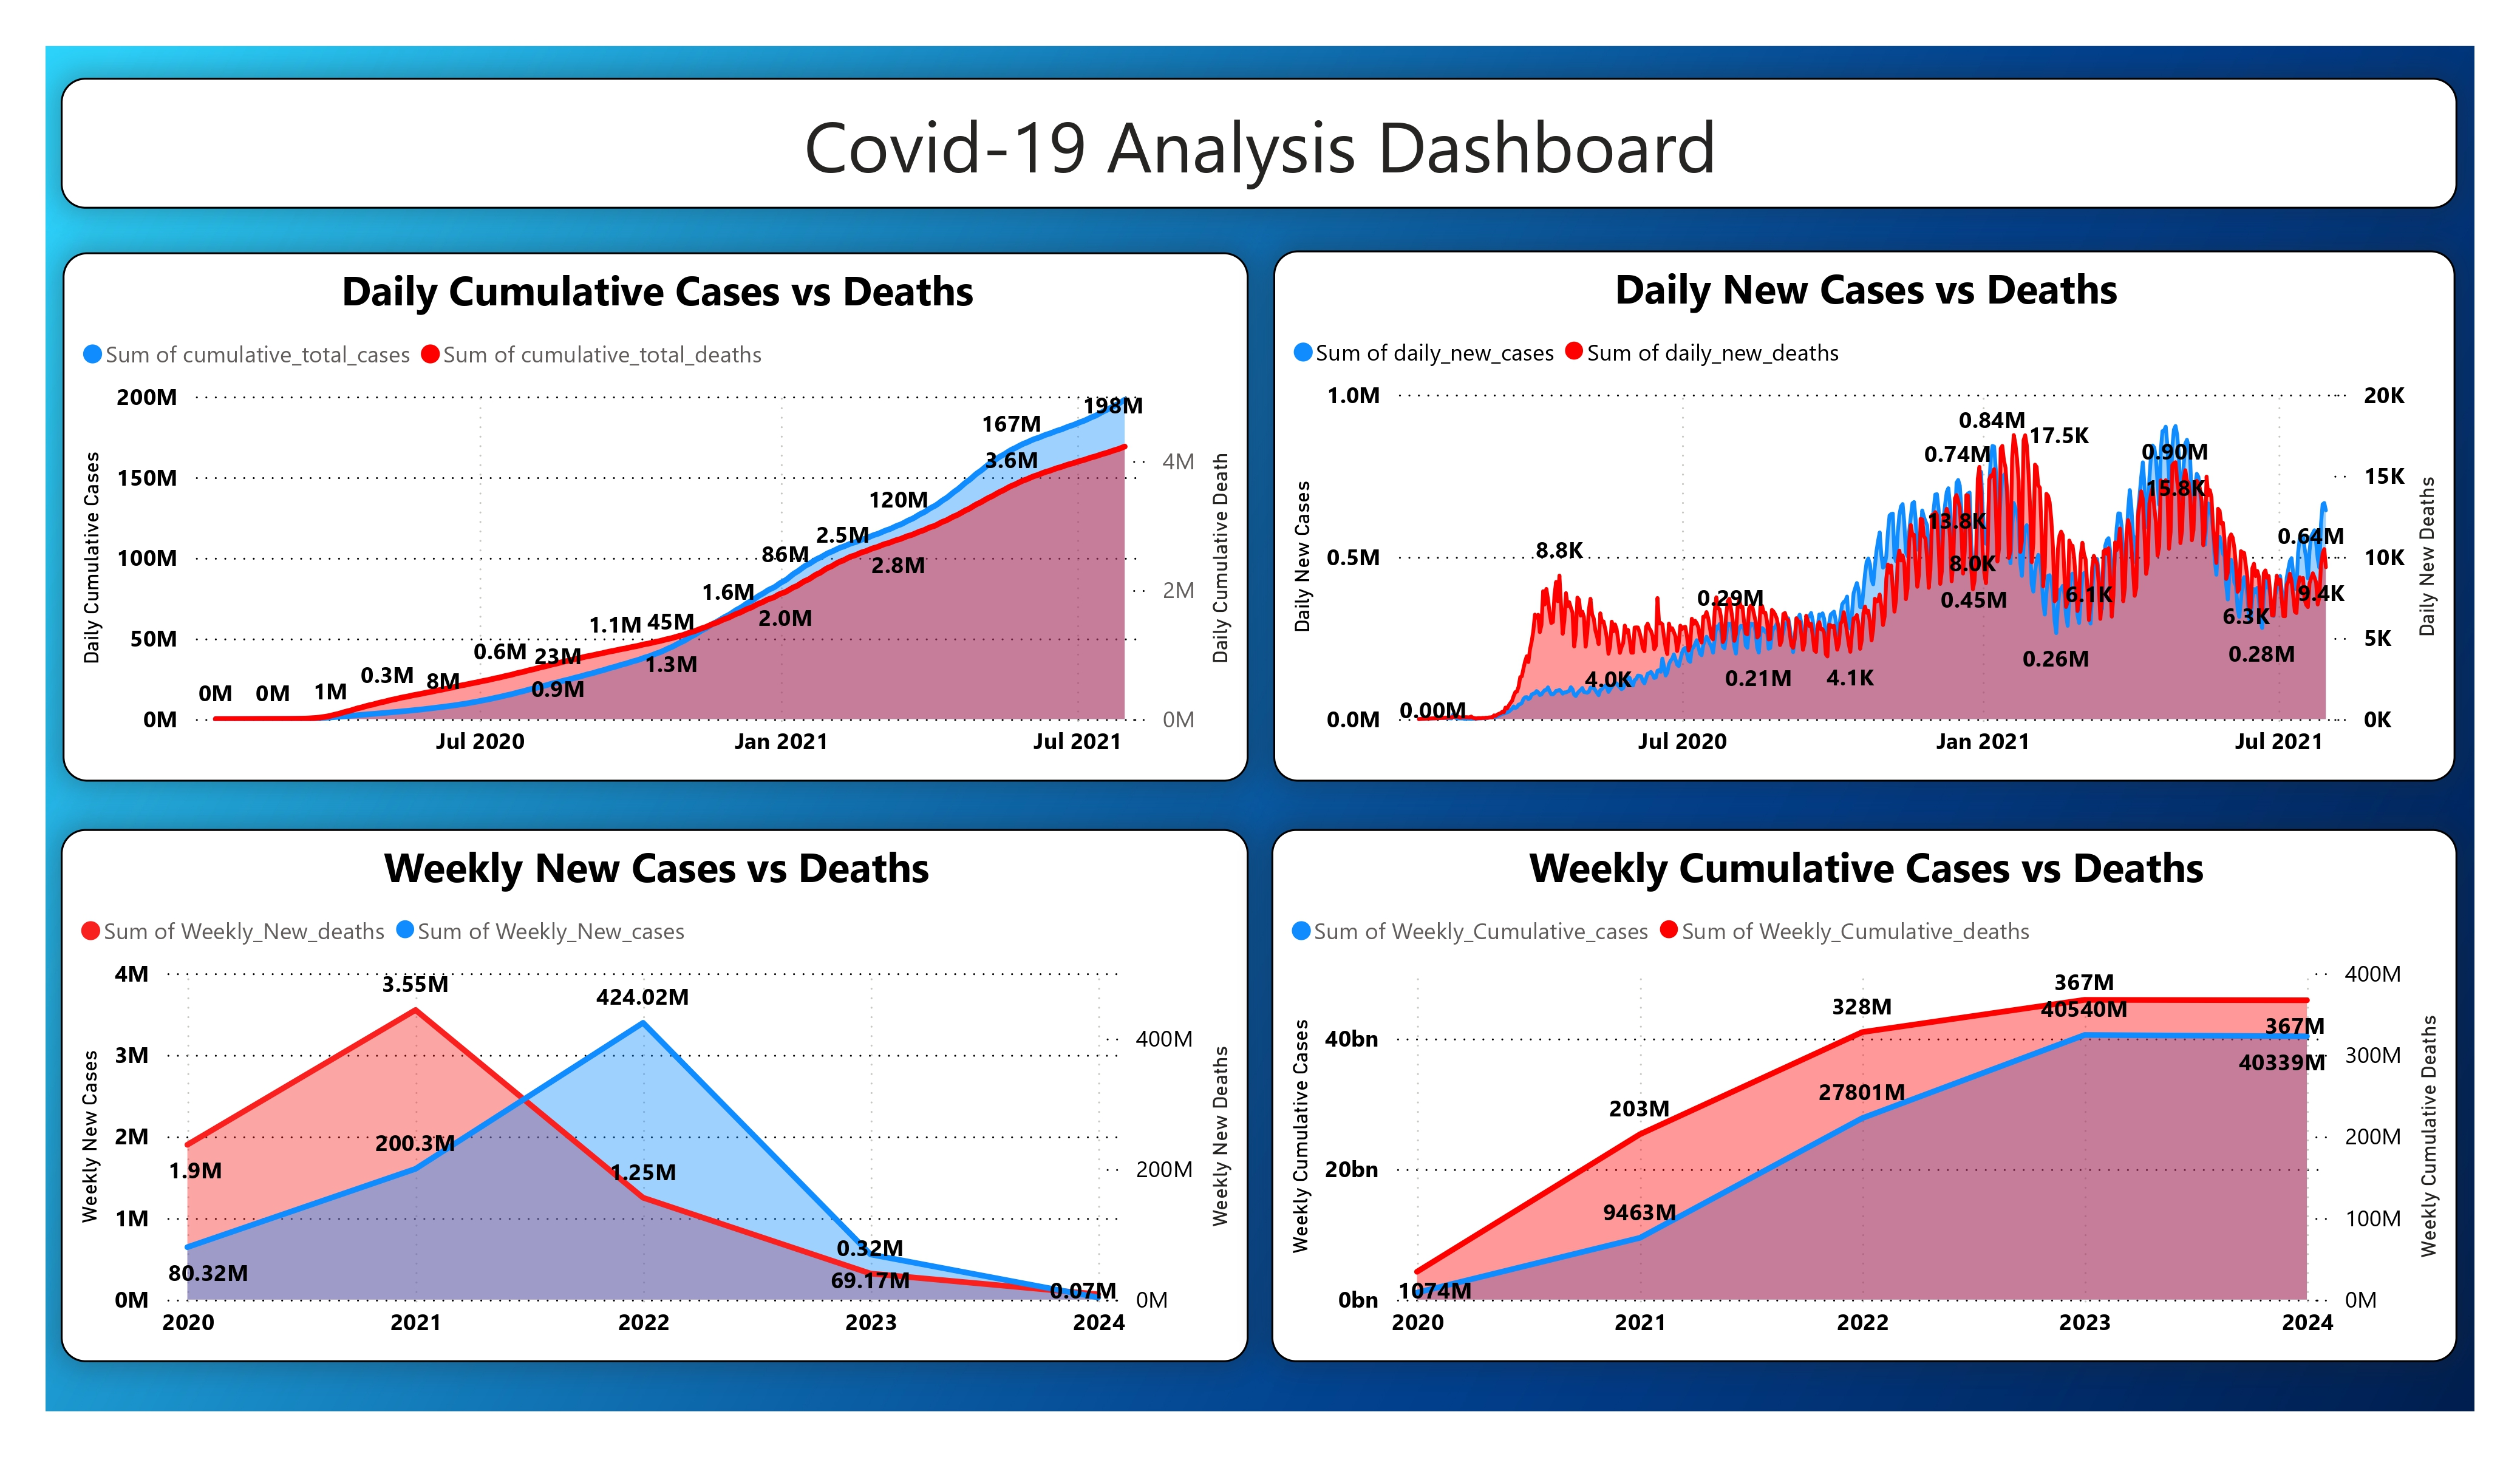 Covid-19 Analysis Dashboard
Daily Cumulative Cases vs Deaths
Sum of cumulative_total_cases Sum of cumulative_total_deaths
Daily Cumulative Cases
200M
150M
100M
50M
0M
0M 0M 1M 0.3M 8M 0.6M 23M 0.9M 1.1M 45M 1.3M 1.6M 86M 2.0M 2.5M 120M 2.8M 167M 3.6M 198M
4M
2M
0M
Daily Cumulative Death
Jul 2020 Jan 2021 Jul 2021
Daily New Cases vs Deaths
Sum of daily_new_cases Sum of daily_new_deaths
Daily New Cases
1.0M
0.5M
0.0M
0.00M 8.8K 4.0K 0.29M 0.21M 4.1K 0.74M 13.8K 8.0K 0.45M 0.84M 17.5K 0.26M 6.1K 0.90M 15.8K 6.3K 0.28M 0.64M 9.4K
20K
15K
10K
5K
0K
Daily New Deaths
Jul 2020 Jan 2021 Jul 2021
Weekly New Cases vs Deaths
Sum of Weekly_New_deaths Sum of Weekly_New_cases
Weekly New Cases
4M
3M
2M
1M
0M
1.9M 80.32M 3.55M 200.3M 424.02M 1.25M 0.32M 69.17M 0.07M
400M
200M
0M
Weekly New Deaths
2020 2021 2022 2023 2024
Weekly Cumulative Cases vs Deaths
Sum of Weekly_Cumulative_cases Sum of Weekly_Cumulative_deaths
Weekly Cumulative Cases
40bn
20bn
0bn
1074M 203M 9463M 328M 27801M 367M 40540M 367M 40339M
400M
300M
200M
100M
0M
Weekly Cumulative Deaths
2020 2021 2022 2023 2024